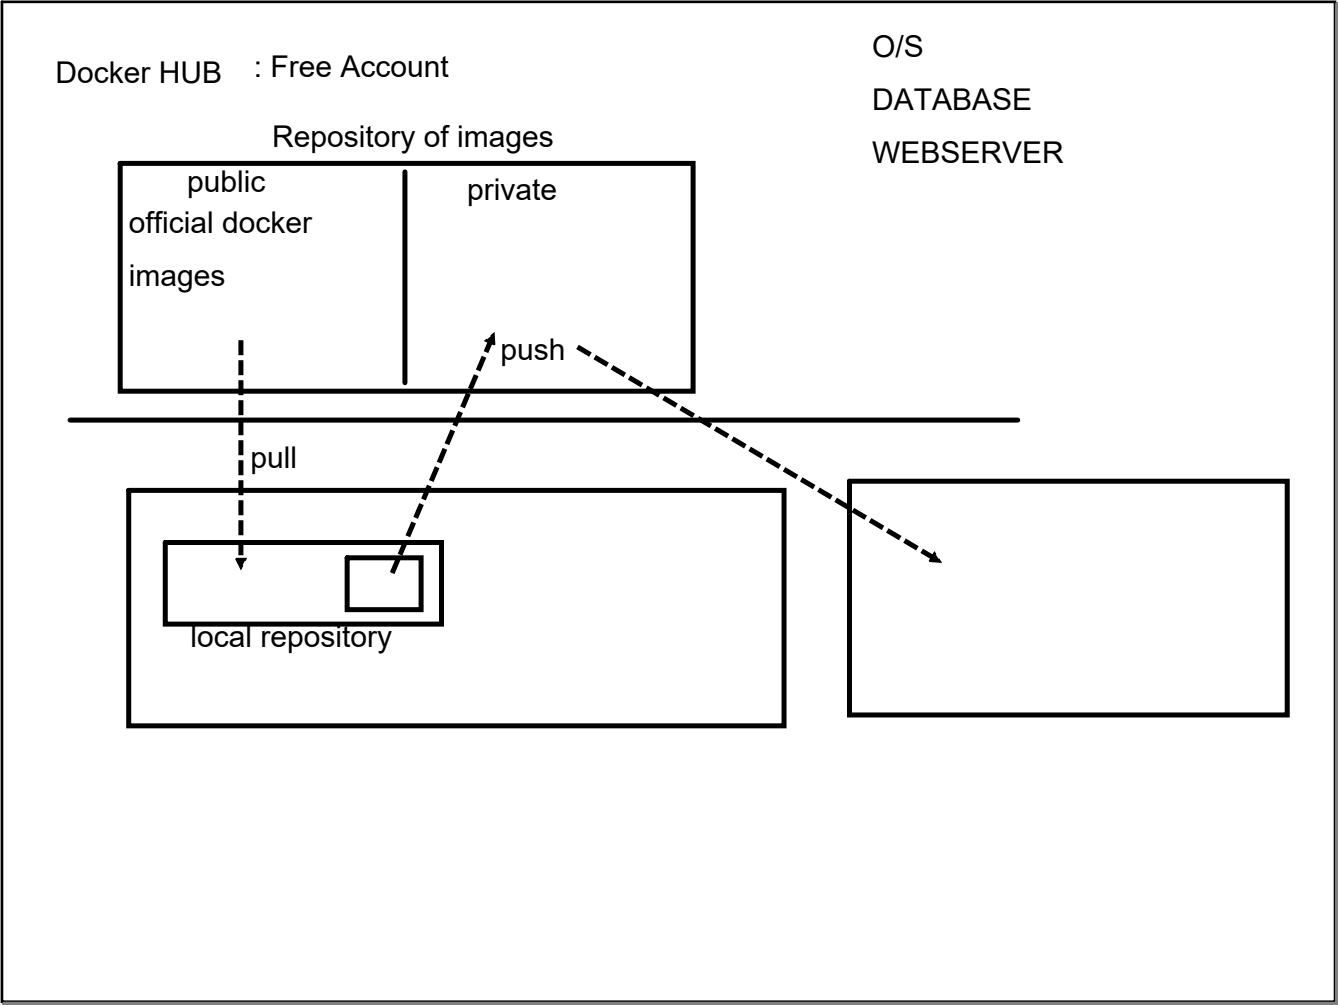 Docker HUB : Free Account
O/S
DATABASE
WEBSERVER
Repository of images
public
official docker
images
private
push
pull
local repository